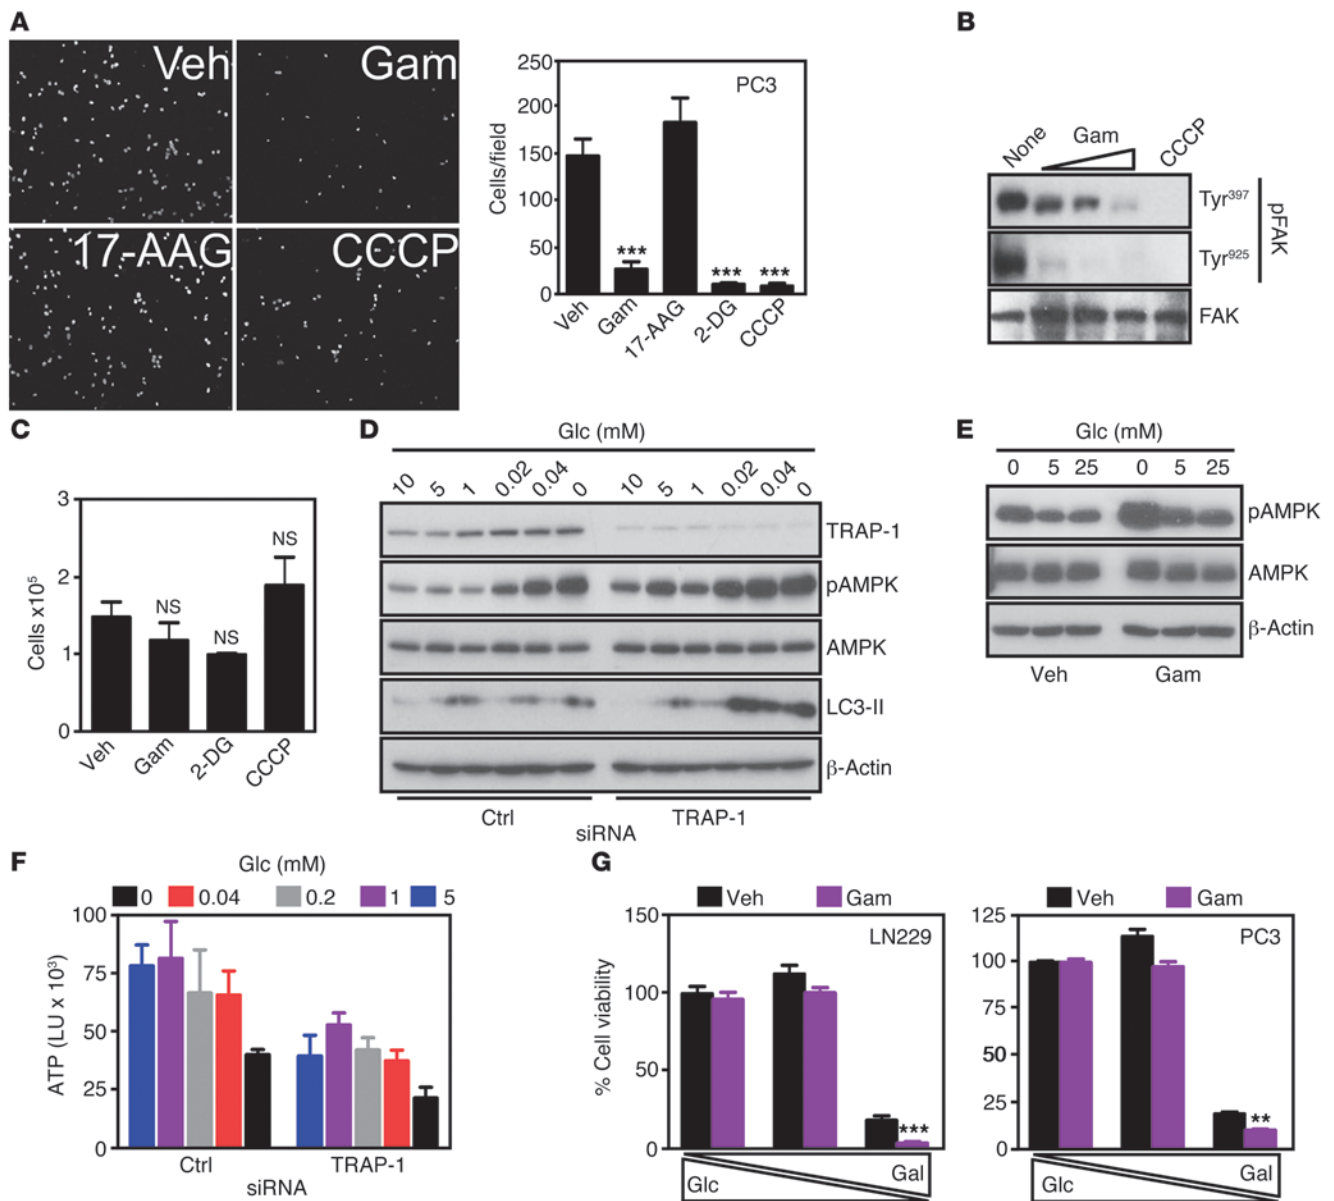 A
Veh
Gam
17-AAG
CCCP
PC3
Cells/field
250
200
150
100
50
0
***
***
***
Veh
Gam
17-AAG
2-DG
CCCP
B
None
Gam
CCCP
Tyr397
Tyr925
pFAK
FAK
C
Cells x10⁵
3
2
1
0
NS
NS
NS
Veh
Gam
2-DG
CCCP
D
Glc (mM)
10 5 1 0.02 0.04 0 10 5 1 0.02 0.04 0
TRAP-1
pAMPK
AMPK
LC3-II
β-Actin
Ctrl TRAP-1
siRNA
E
Glc (mM)
0 5 25 0 5 25
pAMPK
AMPK
β-Actin
Veh Gam
F
Glc (mM)
0 0.04 0.2 1 5
ATP (LU x 10³)
100
75
50
25
0
Ctrl TRAP-1
siRNA
G
Veh Gam
LN229
% Cell viability
150
100
50
0
***
Glc Gal
Veh Gam
PC3
125
100
75
50
25
0
**
Glc Gal